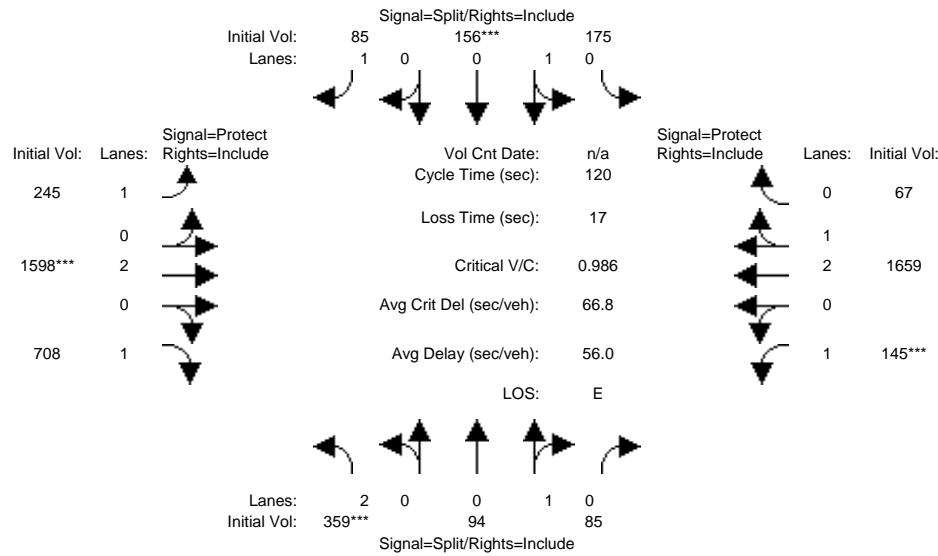 Signal=Split/Rights=Include
Initial Vol: 85 156*** 175
Lanes: 1 0 0 1 0
Signal=Protect Signal=Protect
Initial Vol: Lanes: Rights=Include Vol Cnt Date: n/a Rights=Include Lanes: Initial Vol:
Cycle Time (sec): 120
245 1 0 67
Loss Time (sec): 17
0 1
1598*** 2 Critical V/C: 0.986 2 1659
0 Avg Crit Del (sec/veh): 66.8 0
708 1 Avg Delay (sec/veh): 56.0 1 145***
LOS: E
Lanes: 2 0 0 1 0
Initial Vol: 359*** 94 85
Signal=Split/Rights=Include